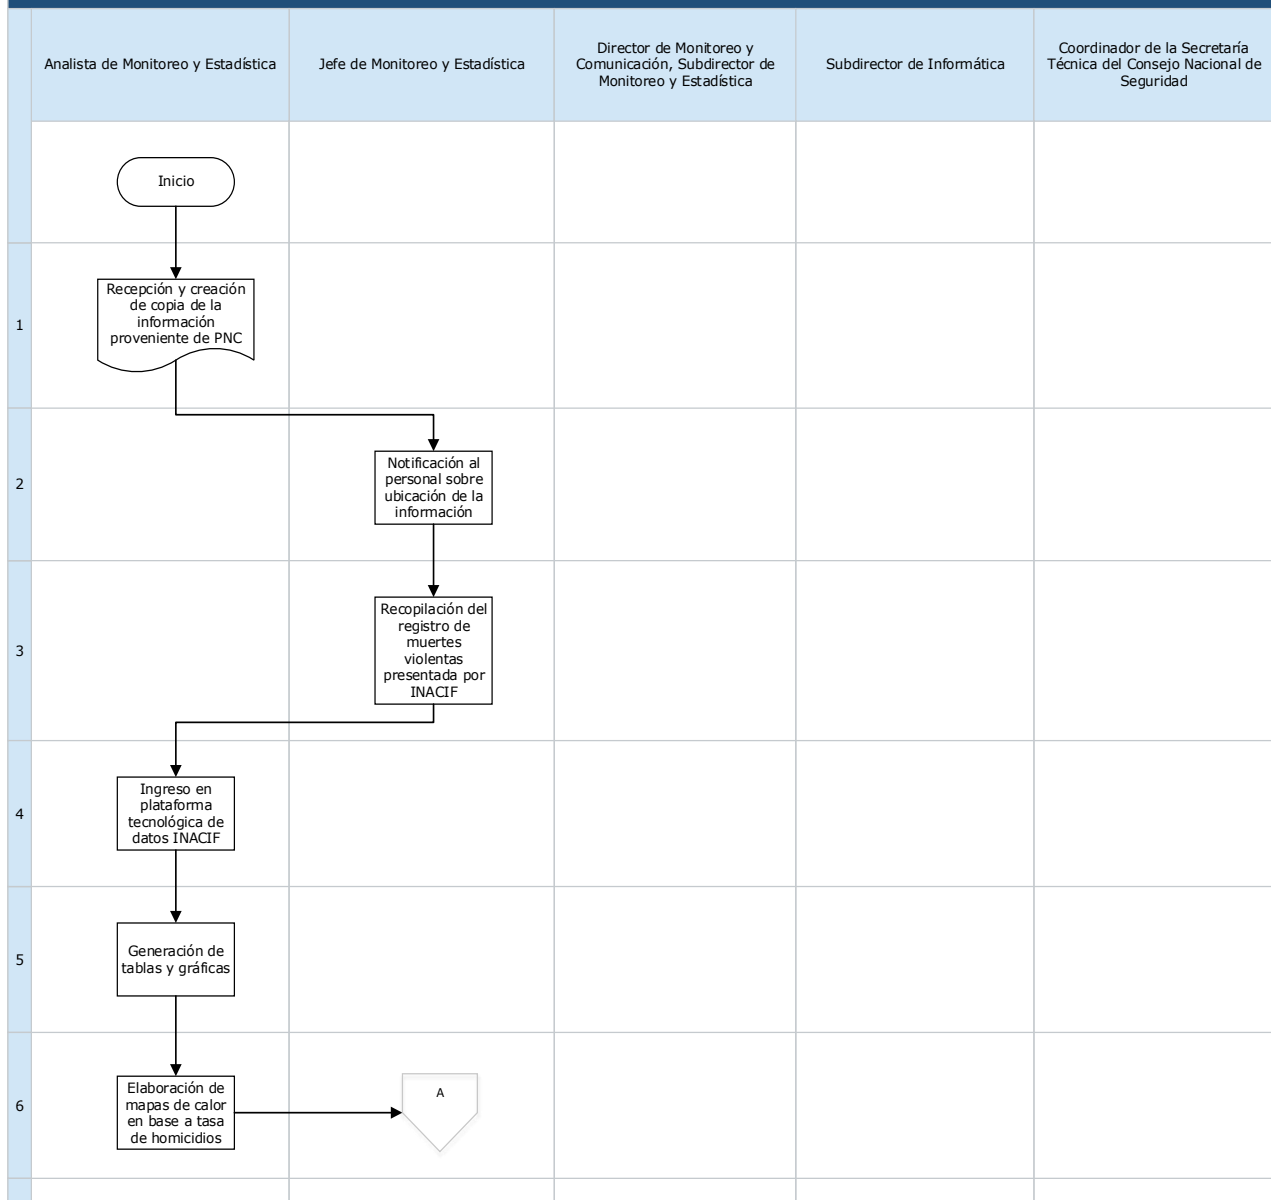 Analista de Monitoreo y Estadística
Jefe de Monitoreo y Estadística
Director de Monitoreo y
Comunicación, Subdirector de
Monitoreo y Estadística
Subdirector de Informática
Coordinador de la Secretaría
Técnica del Consejo Nacional de
Seguridad
Inicio
1
Recepción y creación
de copia de la
información
proveniente de PNC
2
Notificación al
personal sobre
ubicación de la
información
3
Recopilación del
registro de
muertes
violentas
presentada por
INACIF
4
Ingreso en
plataforma
tecnológica de
datos INACIF
5
Generación de
tablas y gráficas
6
Elaboración de
mapas de calor
en base a tasa
de homicidios
A